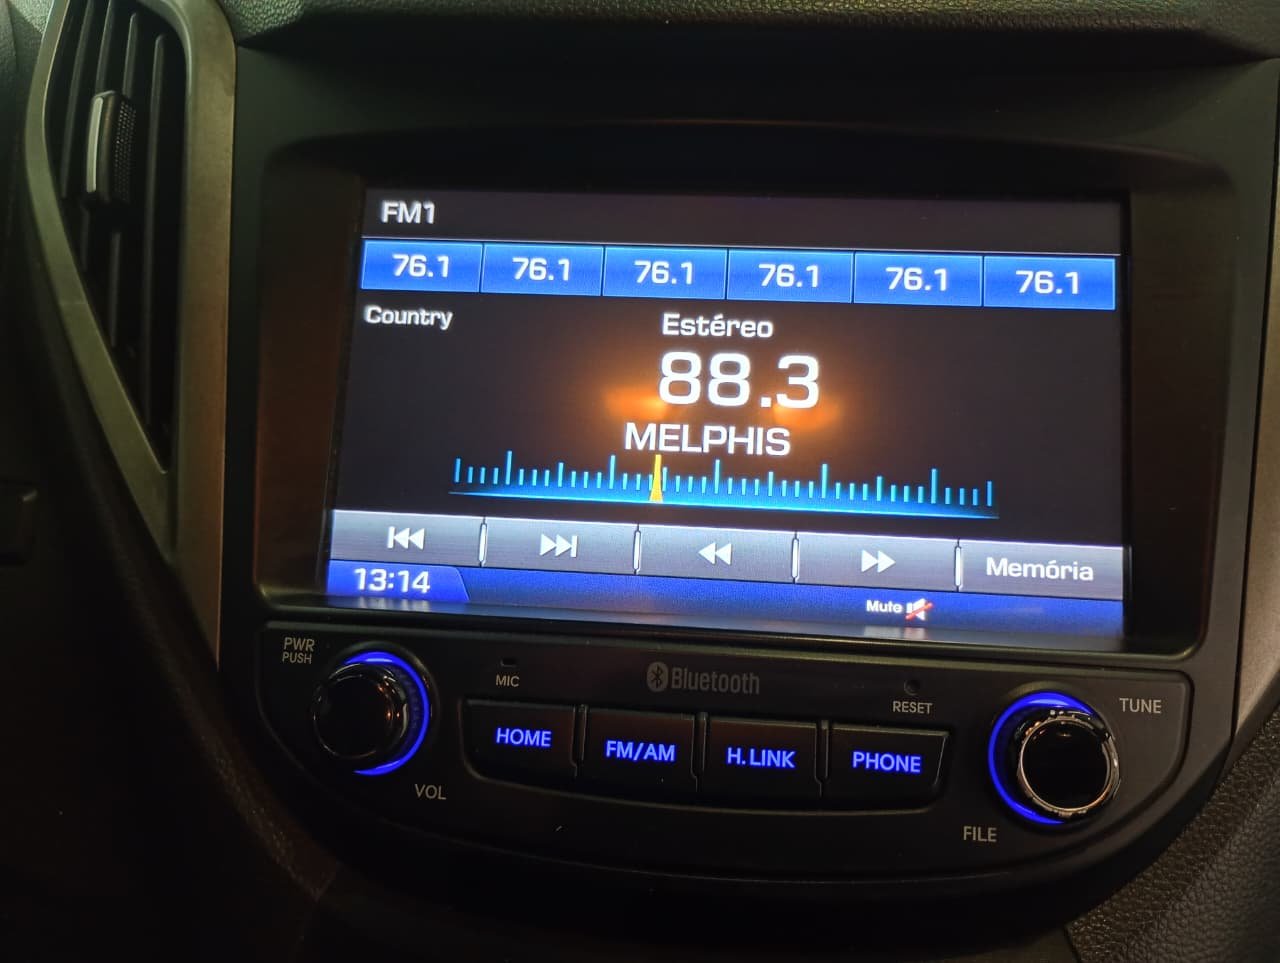 FM1
76.1 76.1 76.1 76.1 76.1 76.1
Country
Estéreo
88.3
MELPHIS
Memória
13:14
Mute
PWR
PUSH
MIC
Bluetooth
RESET
TUNE
HOME
FM/AM
H.LINK
PHONE
VOL
FILE